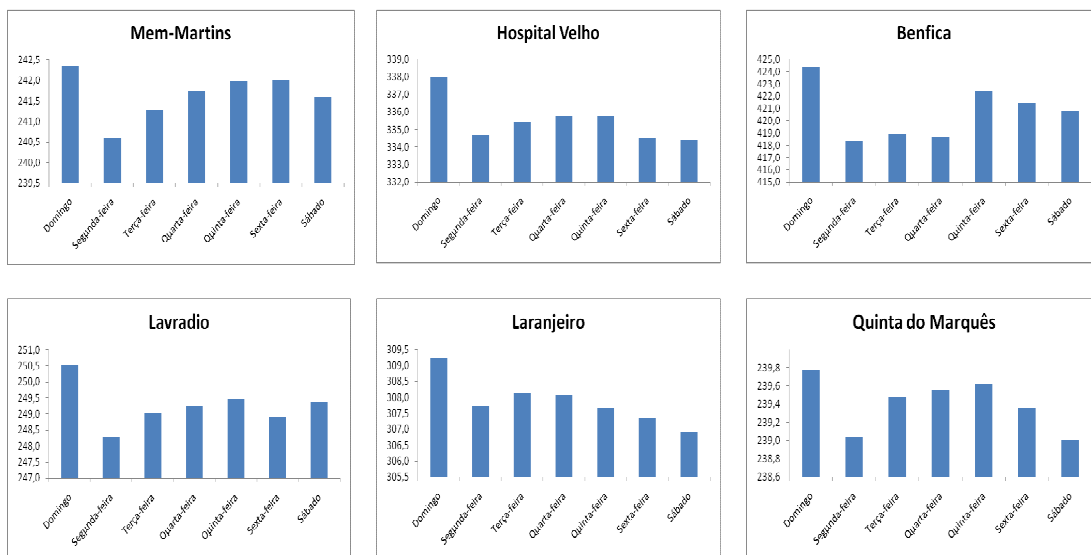 Mem-Martins
242,5
242,0
241,5
241,0
240,5
240,0
239,5
Domingo
Segunda-feira
Terça-feira
Quarta-feira
Quinta-feira
Sexta-feira
Sábado
Hospital Velho
339,0
338,0
337,0
336,0
335,0
334,0
333,0
332,0
Domingo
Segunda-feira
Terça-feira
Quarta-feira
Quinta-feira
Sexta-feira
Sábado
Benfica
425,0
424,0
423,0
422,0
421,0
420,0
419,0
418,0
417,0
416,0
415,0
Domingo
Segunda-feira
Terça-feira
Quarta-feira
Quinta-feira
Sexta-feira
Sábado
Lavradio
251,0
250,5
250,0
249,5
249,0
248,5
248,0
247,5
247,0
Domingo
Segunda-feira
Terça-feira
Quarta-feira
Quinta-feira
Sexta-feira
Sábado
Laranjeiro
309,5
309,0
308,5
308,0
307,5
307,0
306,5
306,0
305,5
Domingo
Segunda-feira
Terça-feira
Quarta-feira
Quinta-feira
Sexta-feira
Sábado
Quinta do Marquês
239,8
239,6
239,4
239,2
239,0
238,8
238,6
Domingo
Segunda-feira
Terça-feira
Quarta-feira
Quinta-feira
Sexta-feira
Sábado